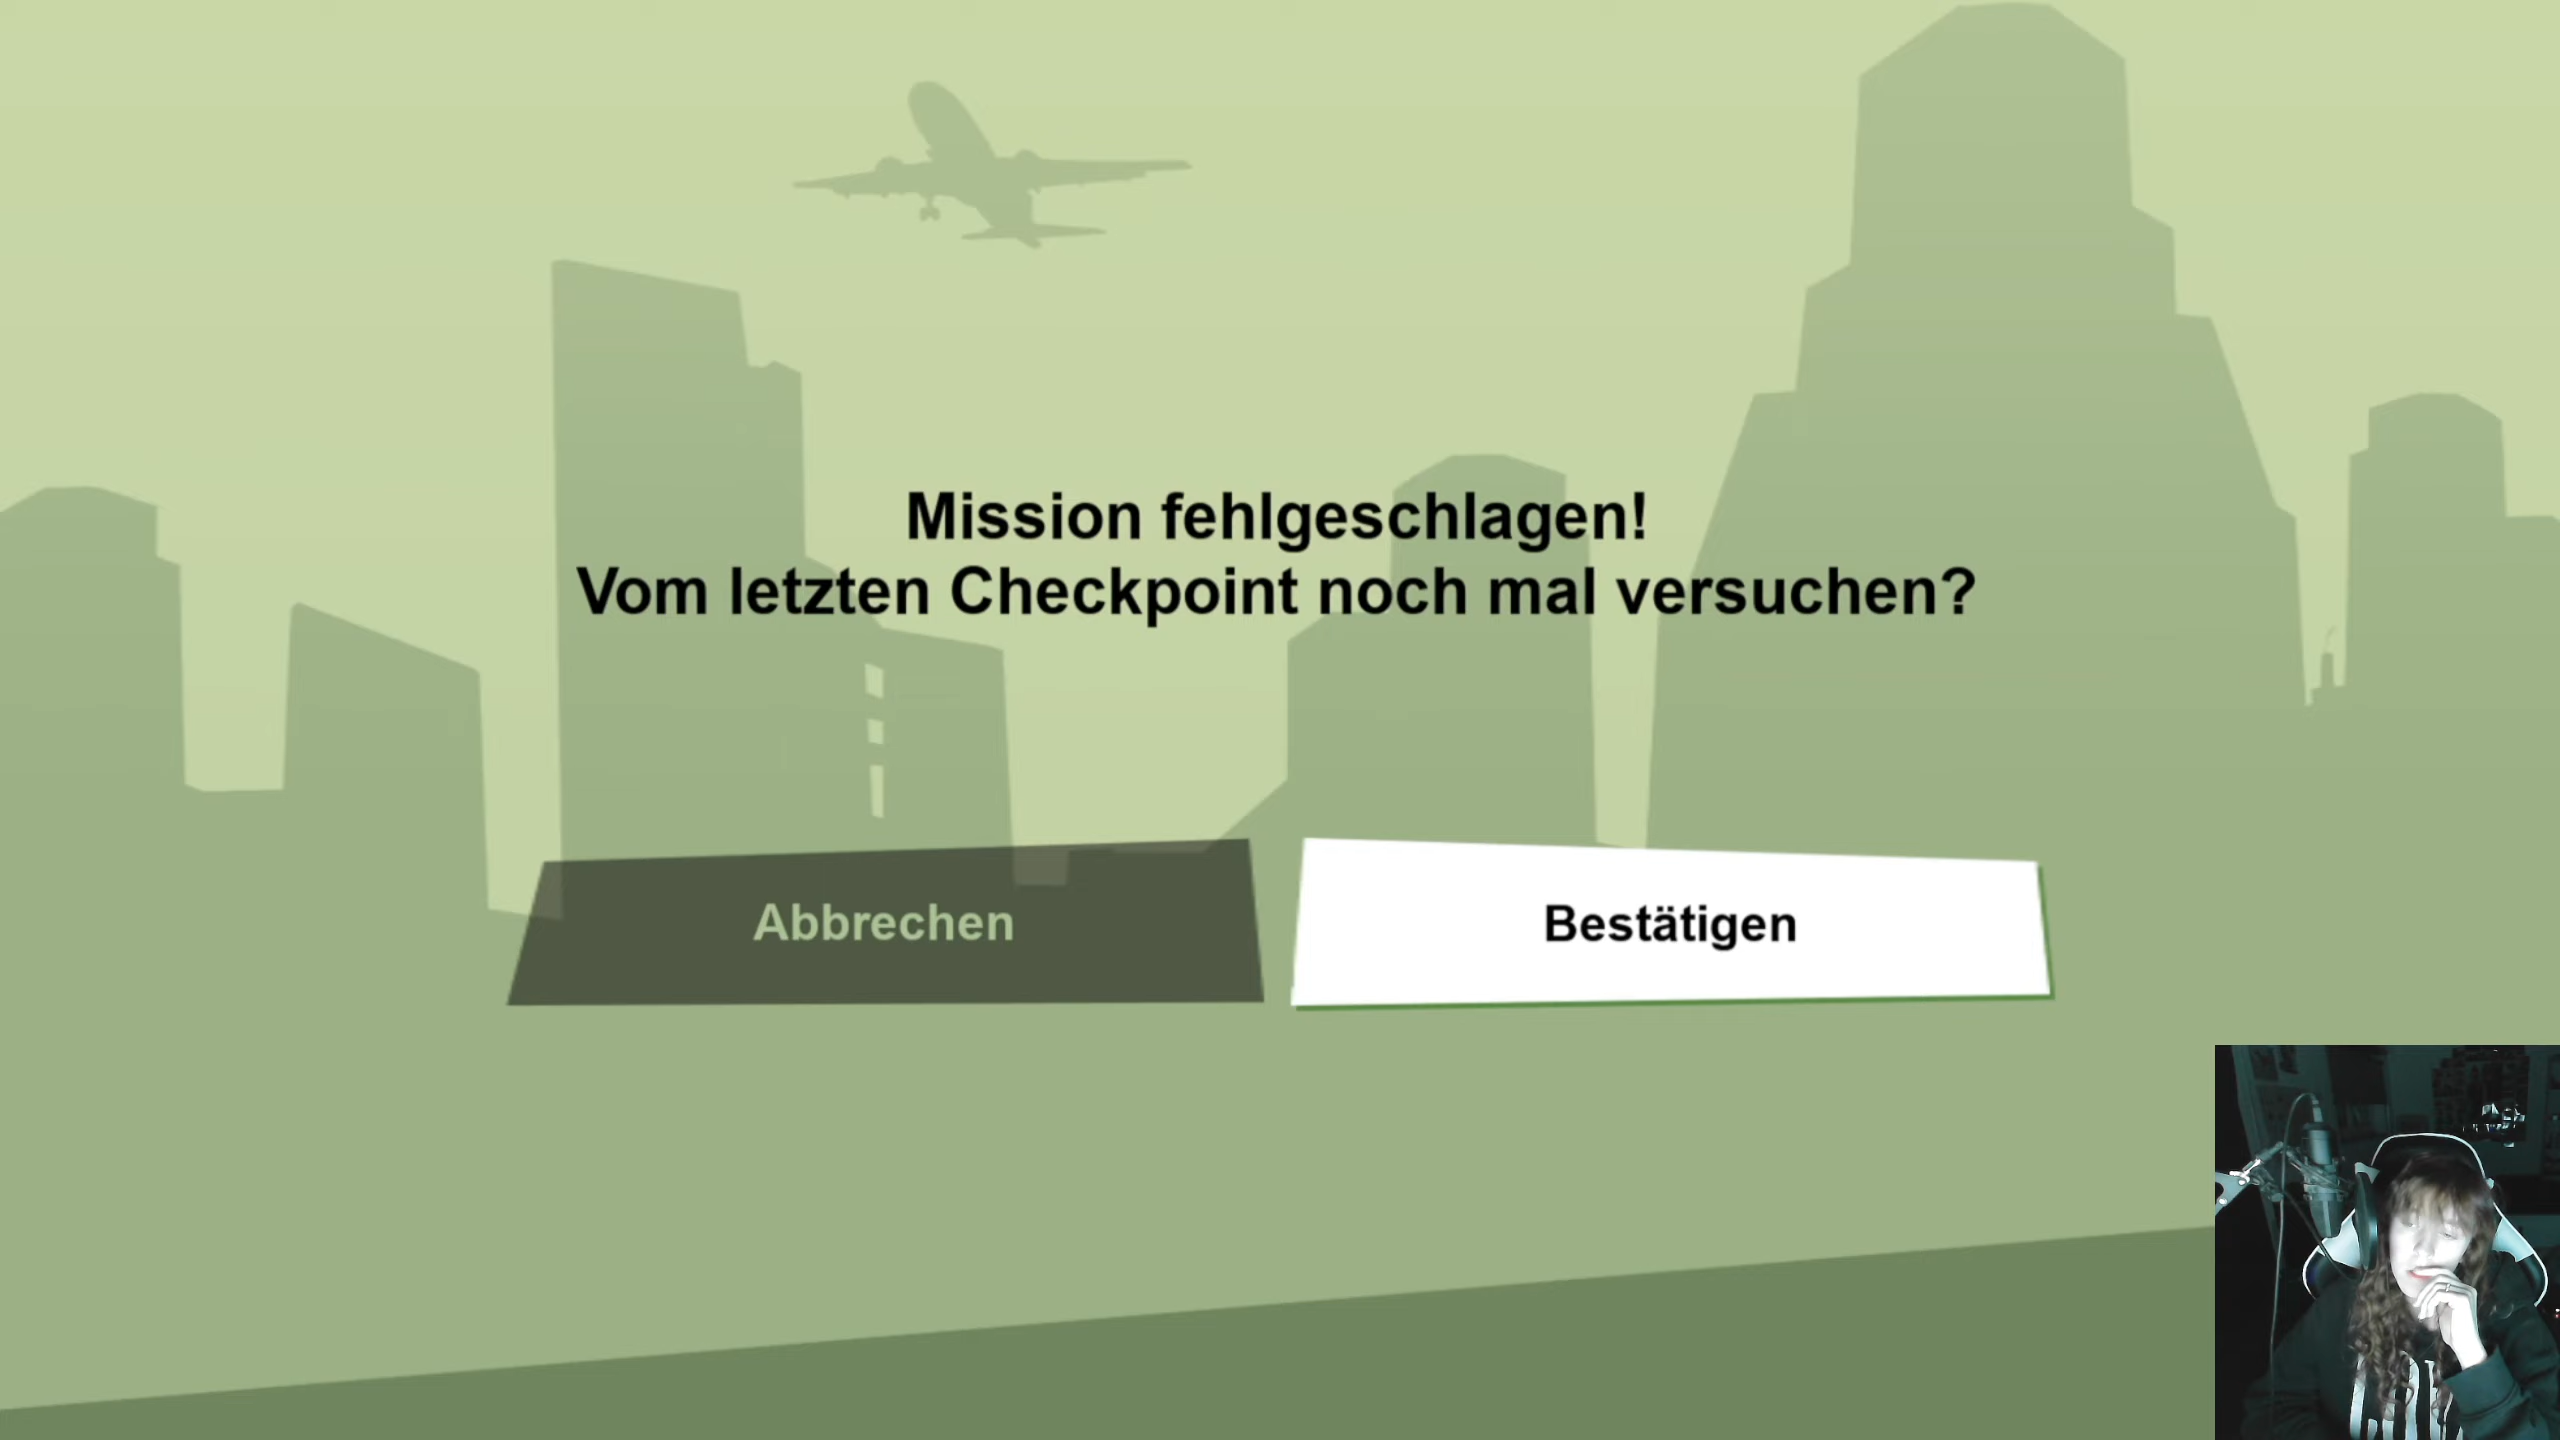 Mission fehlgeschlagen!
Vom letzten Checkpoint noch mal versuchen?
Abbrechen
Bestätigen